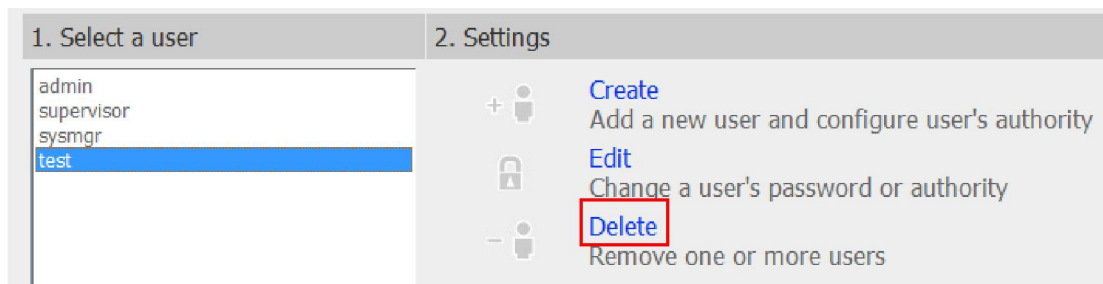 1. Select a user
2. Settings
admin
supervisor
sysmgr
test
Create
Add a new user and configure user's authority
Edit
Change a user's password or authority
Delete
Remove one or more users